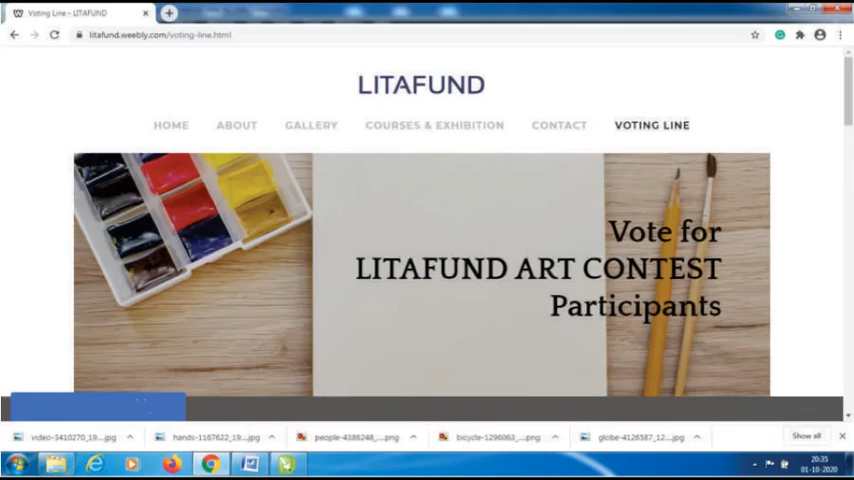 Voting Line - LITAFUND
litafund.weebly.com/voting-line.html
LITAFUND
HOME ABOUT GALLERY COURSES & EXHIBITION CONTACT VOTING LINE
Vote for
LITAFUND ART CONTEST
Participants
video-3410270_19....jpg hands-1167622_19....jpg people-4386248_....png bicycle-1296063_....png globe-4126587_12....jpg Show all
20:35
01-10-2020